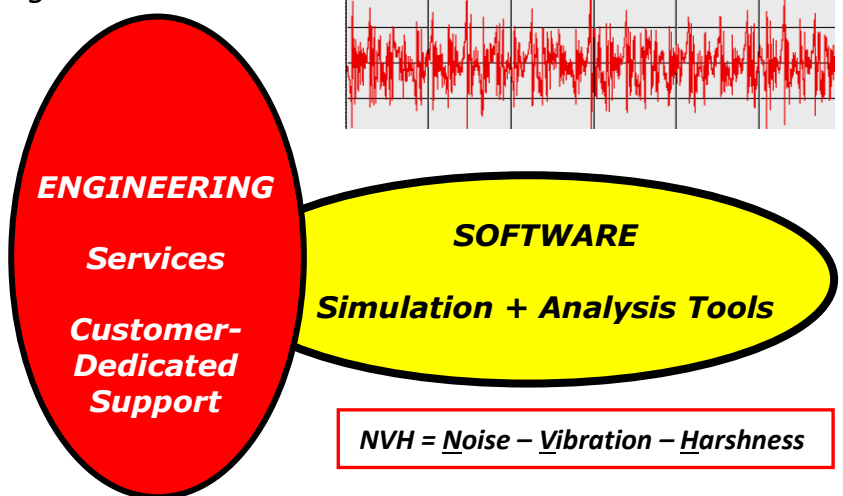 ENGINEERING
Services
Customer-
Dedicated
Support
SOFTWARE
Simulation + Analysis Tools
NVH = Noise – Vibration – Harshness